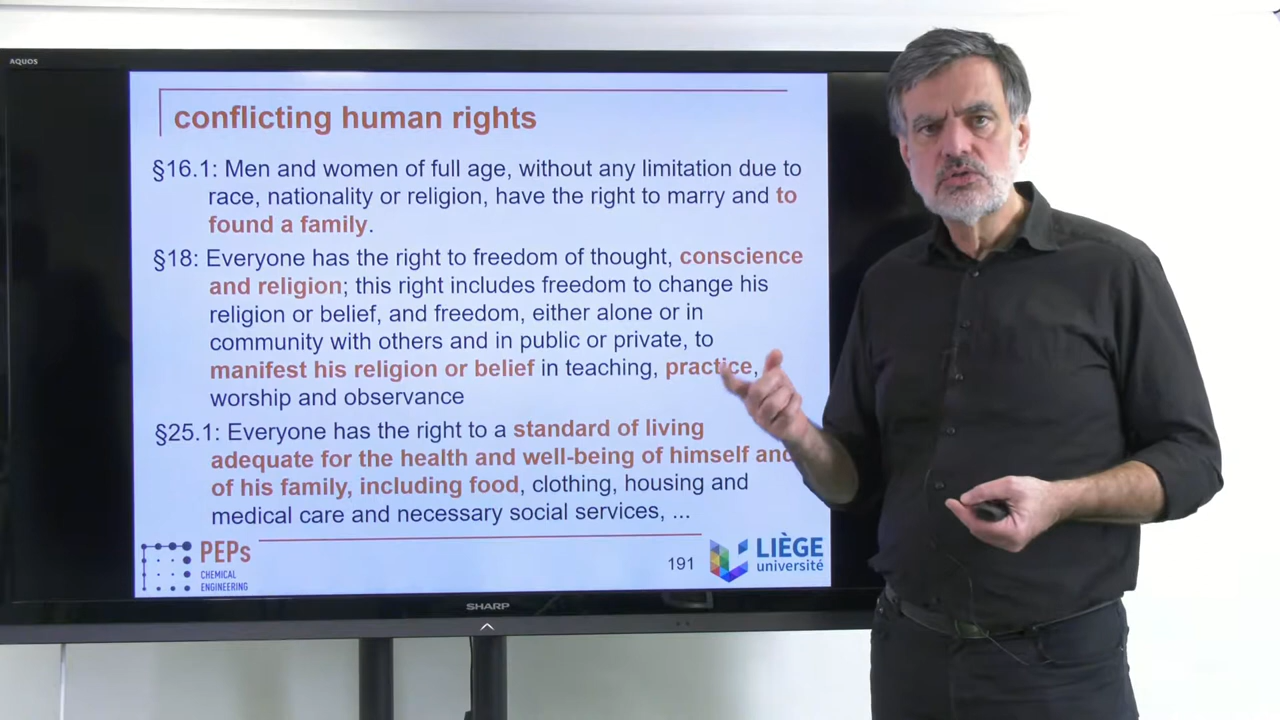 AQUOS
conflicting human rights
§16.1: Men and women of full age, without any limitation due to
race, nationality or religion, have the right to marry and to
found a family.
§18: Everyone has the right to freedom of thought, conscience
and religion; this right includes freedom to change his
religion or belief, and freedom, either alone or in
community with others and in public or private, to
manifest his religion or belief in teaching, practice,
worship and observance
§25.1: Everyone has the right to a standard of living
adequate for the health and well-being of himself and
of his family, including food, clothing, housing and
medical care and necessary social services, ...
PEPs
CHEMICAL
ENGINEERING
191
LIÈGE
université
SHARP